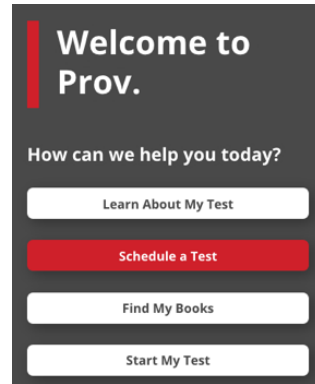 Welcome to
Prov.
How can we help you today?
Learn About My Test
Schedule a Test
Find My Books
Start My Test